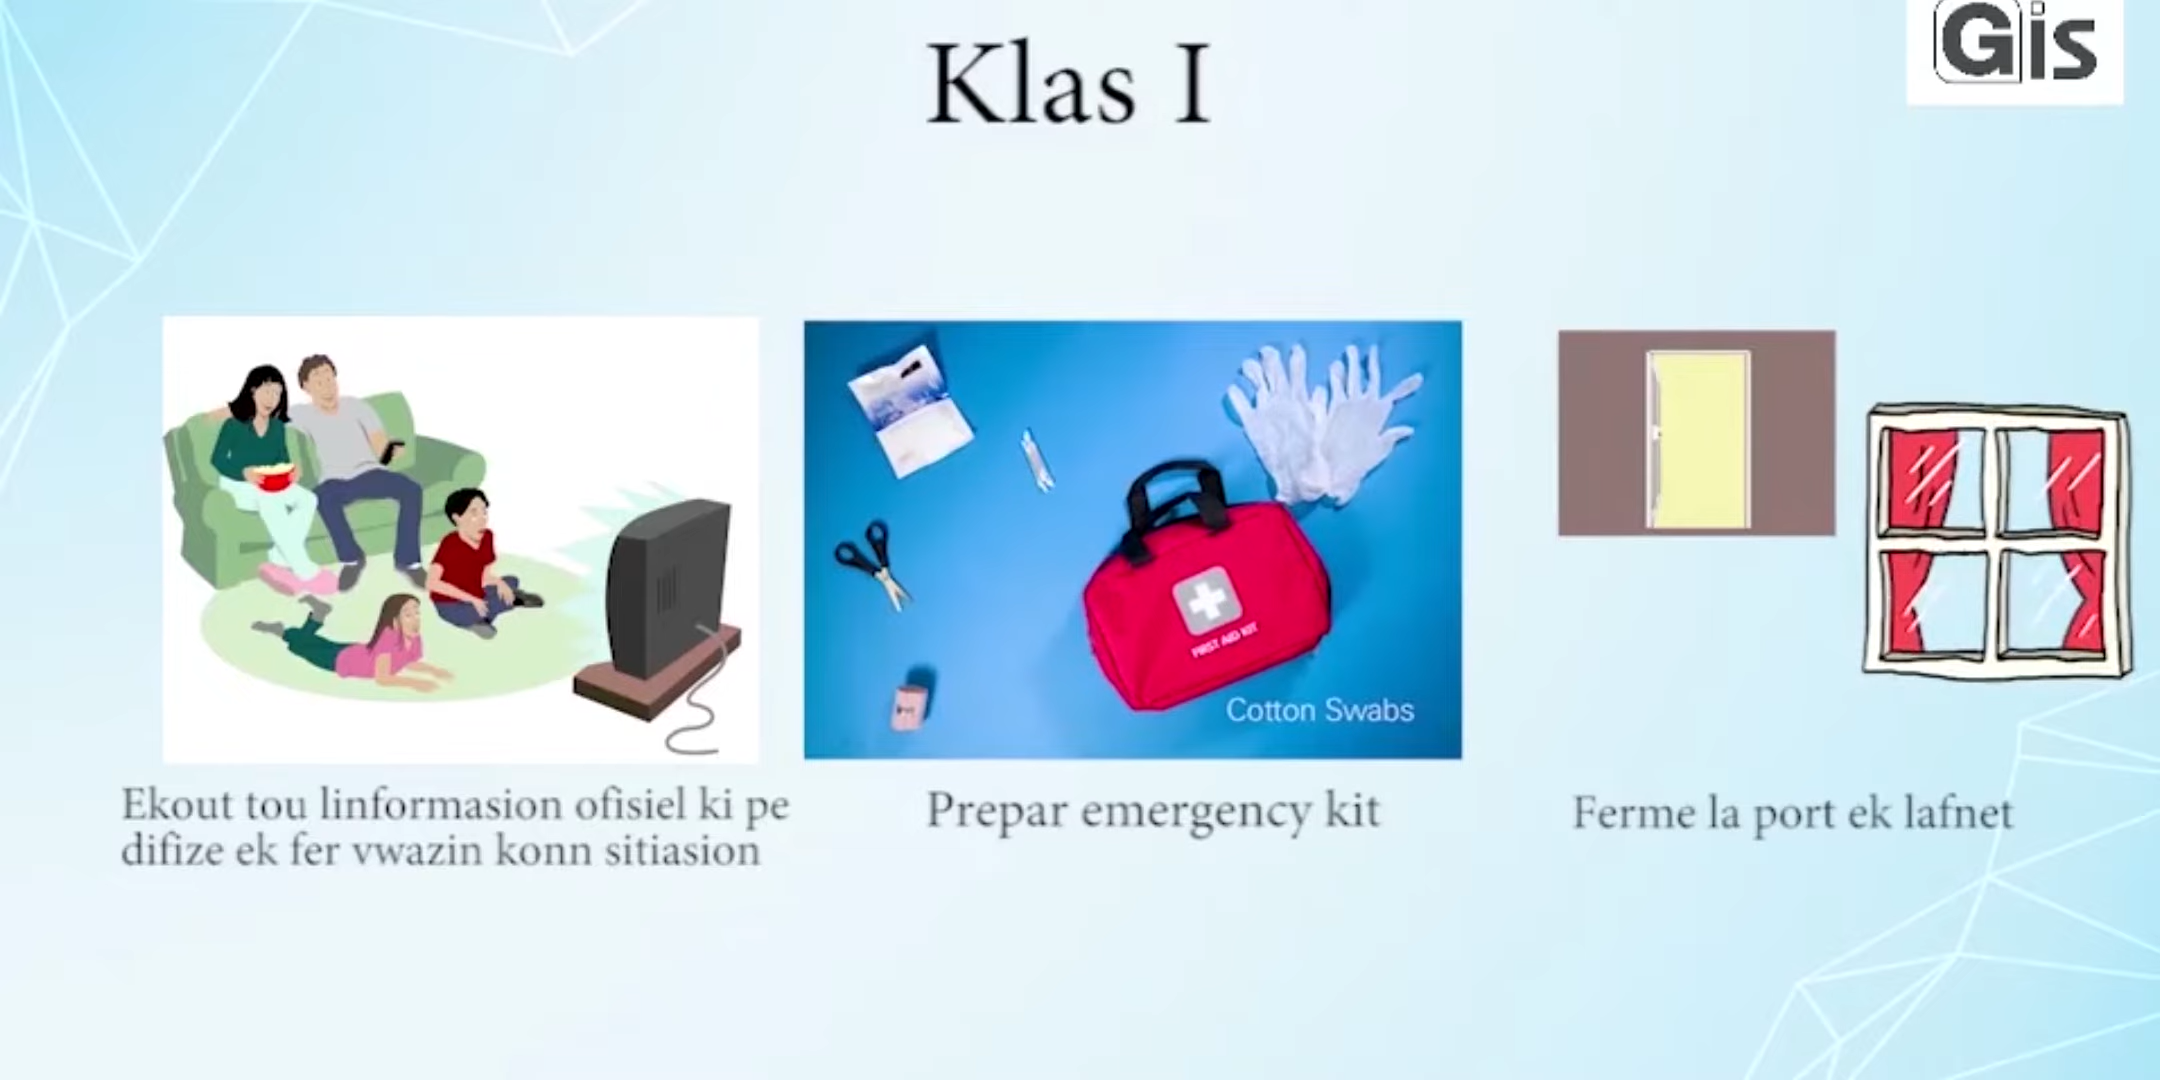 Gis
Klas I
FIRST AID KIT
Cotton Swabs
Ekout tou linformasion ofisiel ki pe
difize ek fer vwazin konn sitiasion
Prepar emergency kit
Ferme la port ek lafnet